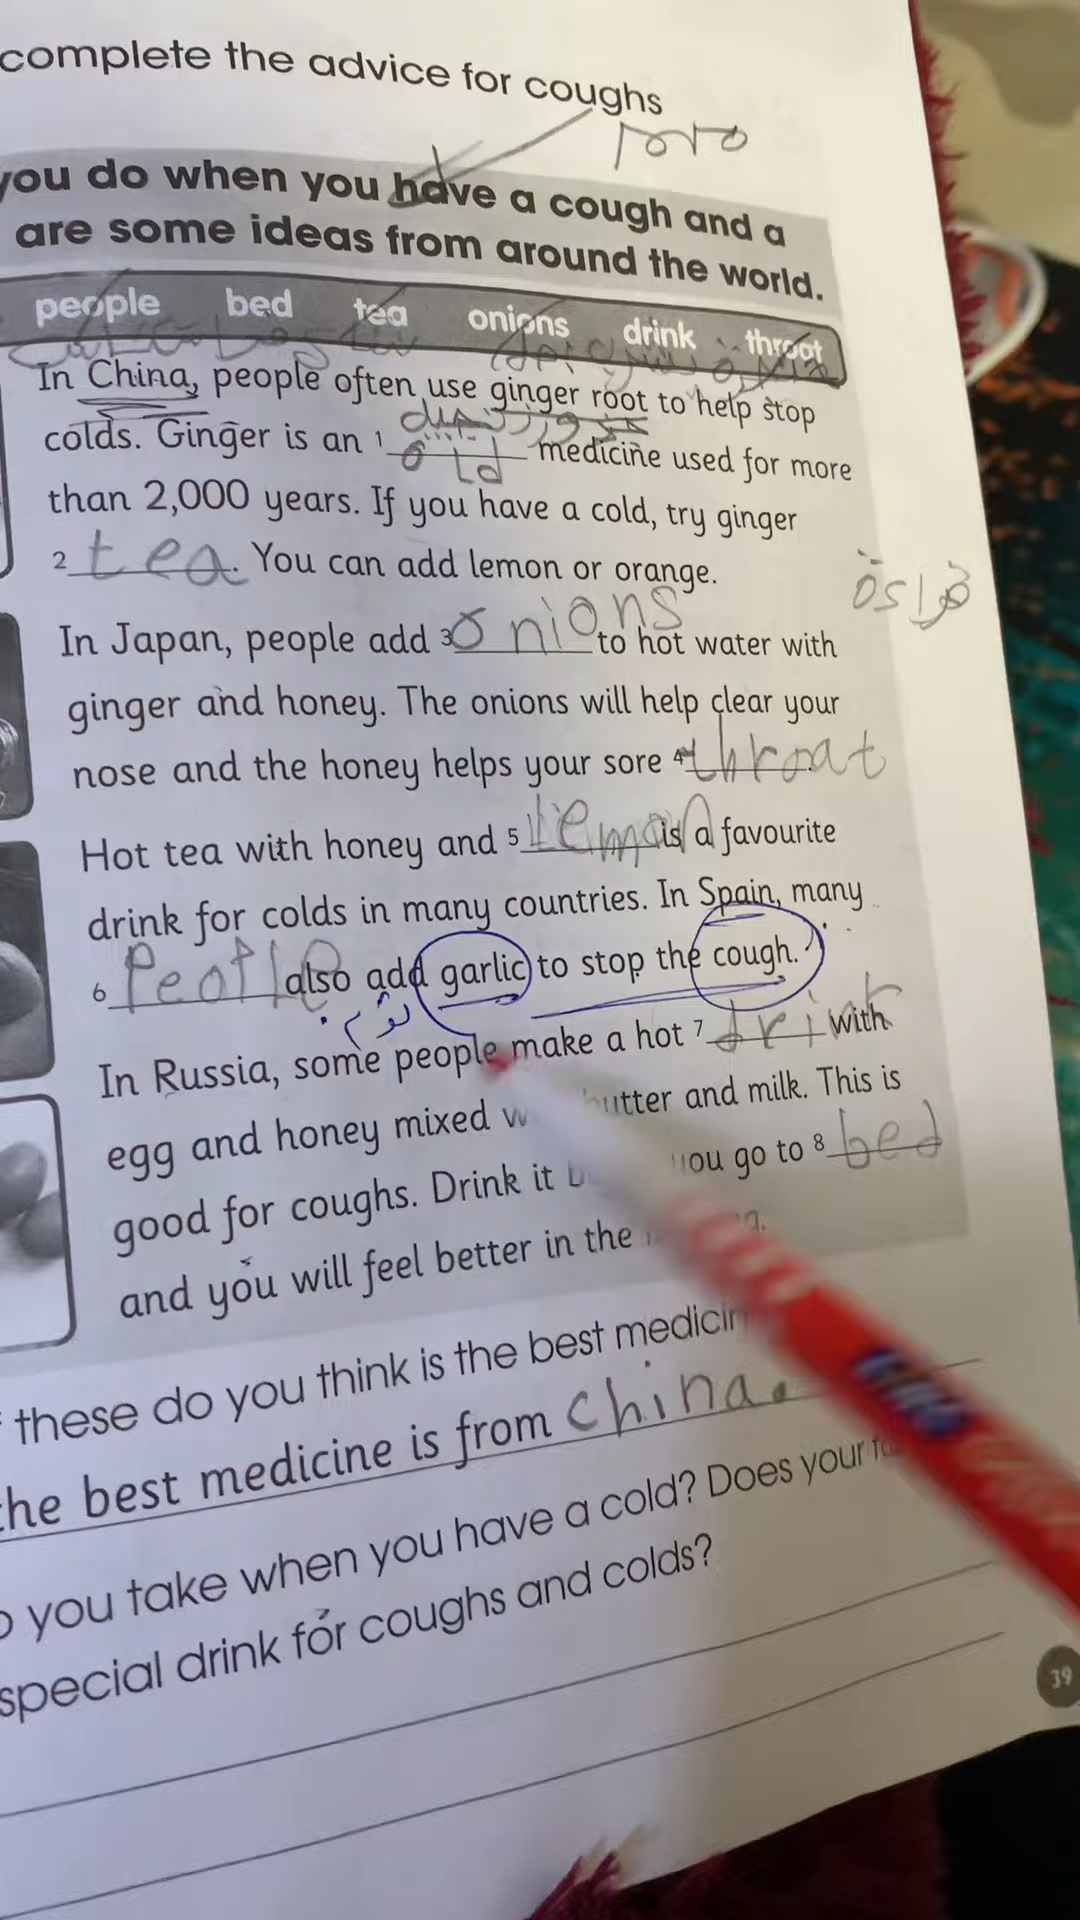 complete the advice for coughs
you do when you have a cough and a
are some ideas from around the world.
people bed tea onions drink throat
In China, people often use ginger root to help stop
colds. Ginger is an 1 old medicine used for more
than 2,000 years. If you have a cold, try ginger
2 tea. You can add lemon or orange.
In Japan, people add 3 onions to hot water with
ginger and honey. The onions will help clear your
nose and the honey helps your sore 4 throat
Hot tea with honey and 5 lemon is a favourite
drink for colds in many countries. In Spain, many
6 Peotle also add garlic to stop the cough.
ثوم
In Russia, some people make a hot 7 drink with
egg and honey mixed butter and milk. This is
good for coughs. Drink it you go to 8 bed
and you will feel better in the
these do you think is the best medicin
the best medicine is from china.
you take when you have a cold? Does your
special drink for coughs and colds?
39